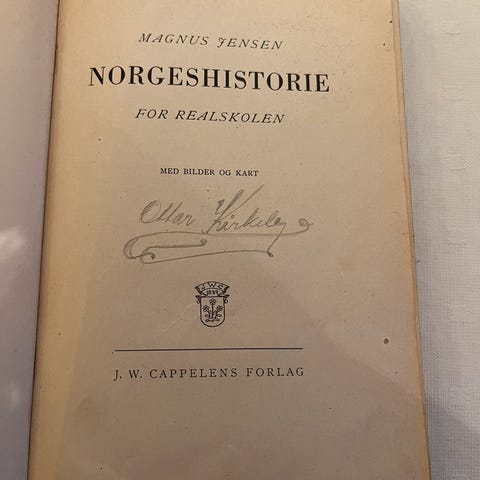 MAGNUS JENSEN
NORGESHISTORIE
FOR REALSKOLEN
MED BILDER OG KART
Ottar Kirkeby
J. W. C.
J. W. CAPPELENS FORLAG